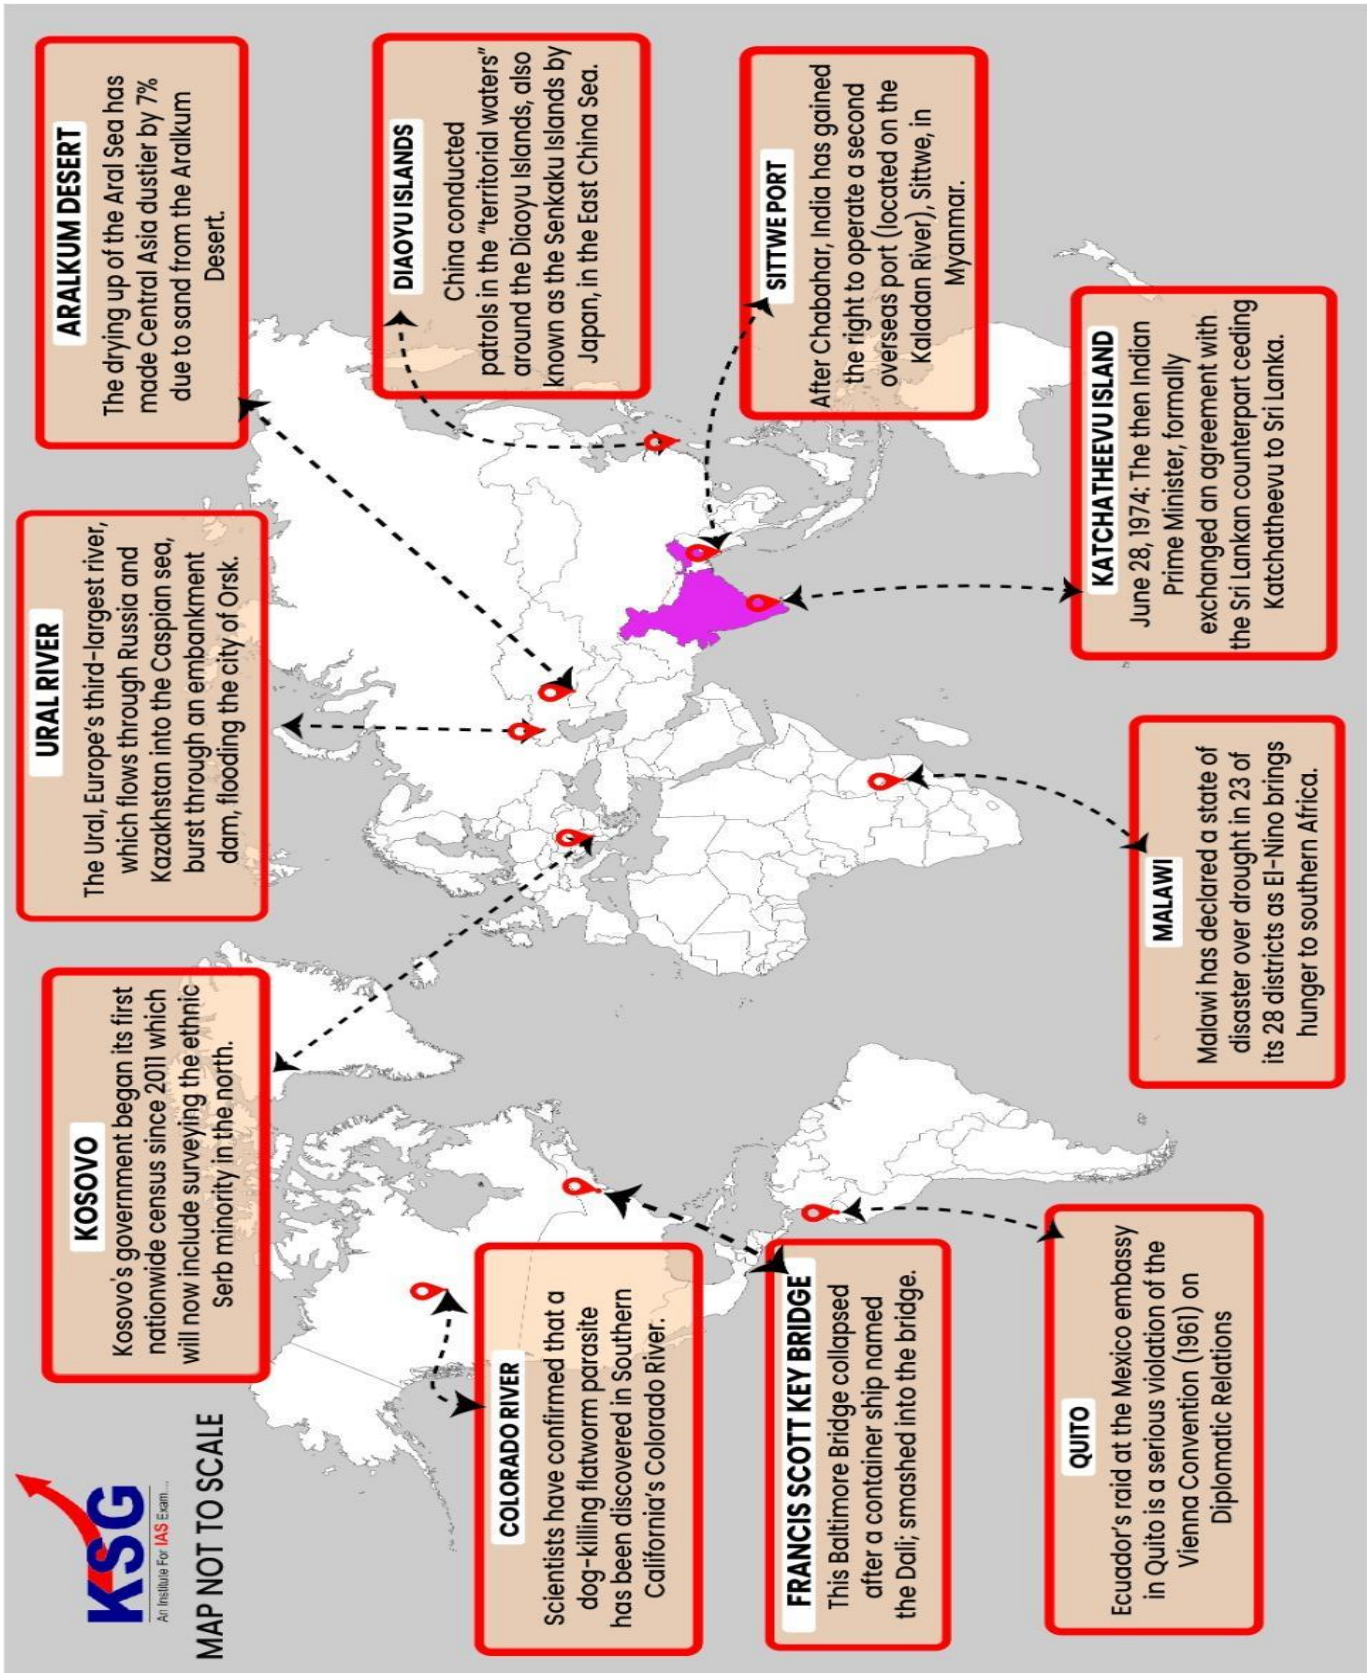 KSG
An Institute For IAS Exam...
MAP NOT TO SCALE
KOSOVO
Kosovo's government began its first
nationwide census since 2011 which
will now include surveying the ethnic
Serb minority in the north.
URAL RIVER
The Ural, Europe's third-largest river,
which flows through Russia and
Kazakhstan into the Caspian sea,
burst through an embankment
dam, flooding the city of Orsk.
ARALKUM DESERT
The drying up of the Aral Sea has
made Central Asia dustier by 7%
due to sand from the Aralkum
Desert.
COLORADO RIVER
Scientists have confirmed that a
dog-killing flatworm parasite
has been discovered in Southern
California's Colorado River.
DIAOYU ISLANDS
China conducted
patrols in the "territorial waters"
around the Diaoyu Islands, also
known as the Senkaku Islands by
Japan, in the East China Sea.
FRANCIS SCOTT KEY BRIDGE
This Baltimore Bridge collapsed
after a container ship named
the Dali; smashed into the bridge.
SITTWE PORT
After Chabahar, India has gained
the right to operate a second
overseas port (located on the
Kaladan River), Sittwe, in
Myanmar.
QUITO
Ecuador's raid at the Mexico embassy
in Quito is a serious violation of the
Vienna Convention (1961) on
Diplomatic Relations
MALAWI
Malawi has declared a state of
disaster over drought in 23 of
its 28 districts as El-Nino brings
hunger to southern Africa.
KATCHATHEEVU ISLAND
June 28, 1974: The then Indian
Prime Minister, formally
exchanged an agreement with
the Sri Lankan counterpart ceding
Katchatheevu to Sri Lanka.